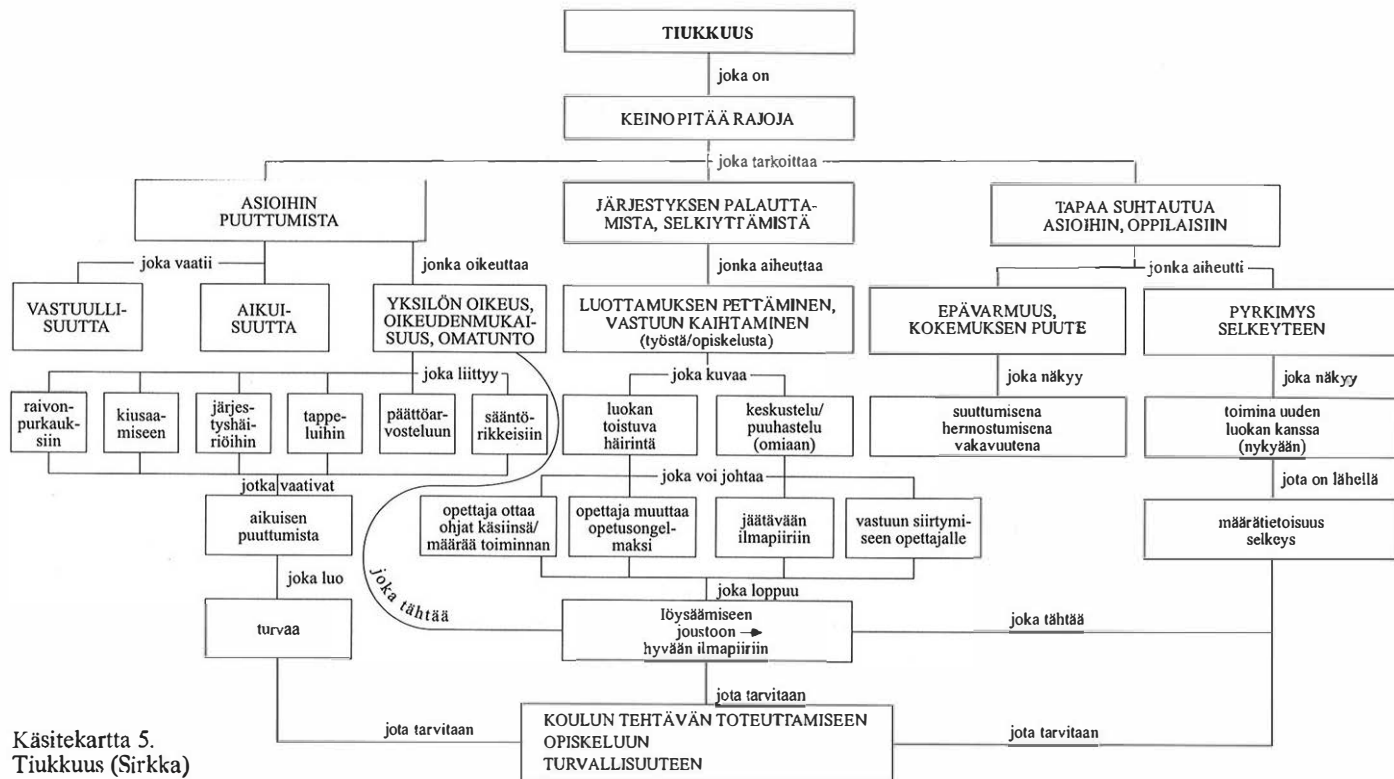 TIUKKUUS
joka on
KEINO PITÄÄ RAJOJA
joka tarkoittaa
ASIOIHIN
PUUTTUMISTA
JÄRJESTYKSEN PALAUTTA-
MISTA, SELKIYTTÄMISTÄ
TAPAA SUHTAUTUA
ASIOIHIN, OPPILAISIIN
joka vaatii
jonka oikeuttaa
jonka aiheuttaa
jonka aiheutti
VASTUULLI-
SUUTTA
AIKUI-
SUUTTA
YKSILÖN OIKEUS,
OIKEUDENMUKAI-
SUUS, OMATUNTO
LUOTTAMUKSEN PETTÄMINEN,
VASTUUN KAIHTAMINEN
(työstä/opiskelusta)
EPÄVARMUUS,
KOKEMUKSEN PUUTE
PYRKIMYS
SELKEYTEEN
joka liittyy
joka kuvaa
joka näkyy
joka näkyy
raivon-
purkauk-
siin
kiusaa-
miseen
järjes-
tyshäi-
riöihin
tappe-
luihin
päättöar-
vosteluun
sääntö-
rikkeisiin
luokan
toistuva
häirintä
keskustelu/
puuhastelu
(omiaan)
suuttumisena
hermostumisena
vakavuutena
toimina uuden
luokan kanssa
(nykyään)
jotka vaativat
joka voi johtaa
jota on lähellä
aikuisen
puuttumista
opettaja ottaa
ohjat käsiinsä/
määrää toiminnan
opettaja muuttaa
opetusongel-
maksi
jäätävään
ilmapiiriin
vastuun siirtymi-
seen opettajalle
määrätietoisuus
selkeys
joka luo
joka tähtää
joka loppuu
turvaa
löysäämiseen
joustoon →
hyvään ilmapiiriin
joka tähtää
jota tarvitaan
jota tarvitaan
jota tarvitaan
KOULUN TEHTÄVÄN TOTEUTTAMISEEN
OPISKELUUN
TURVALLISUUTEEN
Käsitekartta 5.
Tiukkuus (Sirkka)